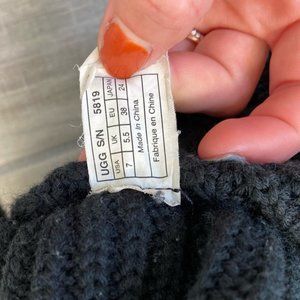 UGG S/N 5819
USA UK EU JAPAN
7 5.5 38 24
Made In China
Fabriqué en Chine